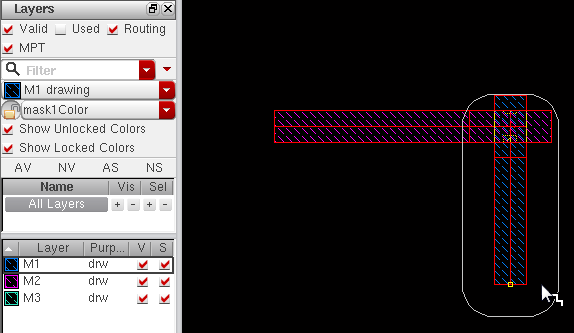 Layers
Valid Used Routing
MPT
Filter
M1 drawing
mask1Color
Show Unlocked Colors
Show Locked Colors
AV NV AS NS
Name Vis Sel
All Layers + - + -
Layer Purp... V S
M1 drw
M2 drw
M3 drw